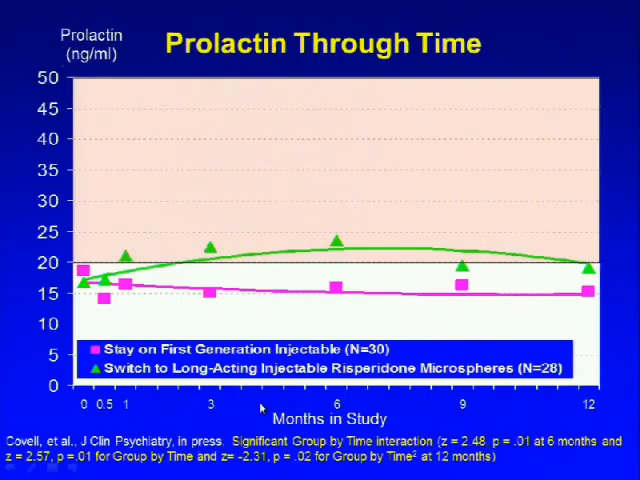 Prolactin
(ng/ml)
Prolactin Through Time
50
45
40
35
30
25
20
15
10
5
0
Stay on First Generation Injectable (N=30)
Switch to Long-Acting Injectable Risperidone Microspheres (N=28)
0 0.5 1 3 6 9 12
Months in Study
Covell, et al., J Clin Psychiatry, in press. Significant Group by Time interaction (z = 2.48 p = .01 at 6 months and
z = 2.57, p =.01 for Group by Time and z= -2.31, p = .02 for Group by Time² at 12 months)